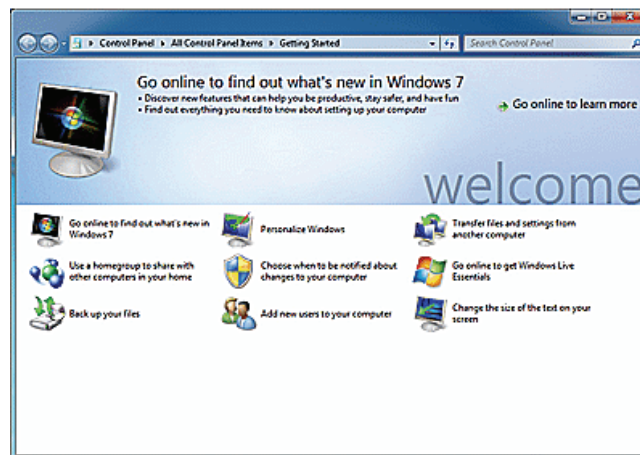 Control Panel ▸ All Control Panel Items ▸ Getting Started
Search Control Panel
Go online to find out what's new in Windows 7
• Discover new features that can help you be productive, stay safer, and have fun
• Find out everything you need to know about setting up your computer
Go online to learn more
welcome
Go online to find out what's new in
Windows 7
Personalize Windows
Transfer files and settings from
another computer
Use a homegroup to share with
other computers in your home
Choose when to be notified about
changes to your computer
Go online to get Windows Live
Essentials
Back up your files
Add new users to your computer
Change the size of the text on your
screen